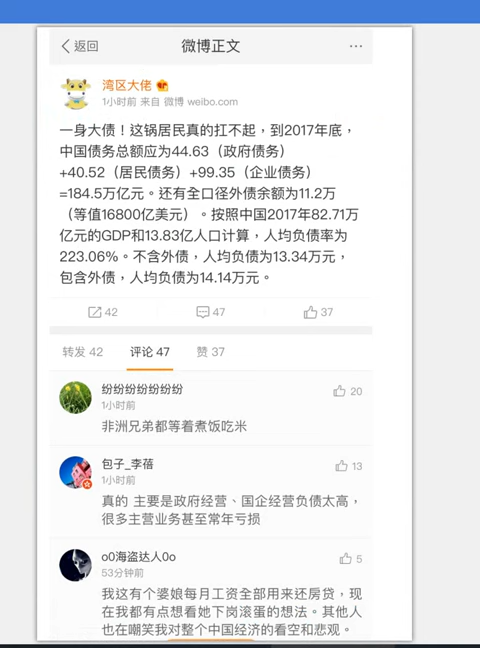 返回
微博正文
湾区大佬
1小时前 来自 微博 weibo.com
一身大债！这锅居民真的扛不起，到2017年底，
中国债务总额应为44.63（政府债务）
+40.52（居民债务）+99.35（企业债务）
=184.5万亿元。还有全口径外债余额为11.2万
（等值16800亿美元）。按照中国2017年82.71万
亿元的GDP和13.83亿人口计算，人均负债率为
223.06%。不含外债，人均负债为13.34万元，
包含外债，人均负债为14.14万元。
42 47 37
转发 42 评论 47 赞 37
纷纷纷纷纷纷纷 20
1小时前
非洲兄弟都等着煮饭吃米
包子_李蓓 13
1小时前
真的 主要是政府经营、国企经营负债太高，
很多主营业务甚至常年亏损
o0海盗达人0o 5
53分钟前
我这有个婆娘每月工资全部用来还房贷，现
在我都有点想看她下岗滚蛋的想法。其他人
也在嘲笑我对整个中国经济的看空和悲观。